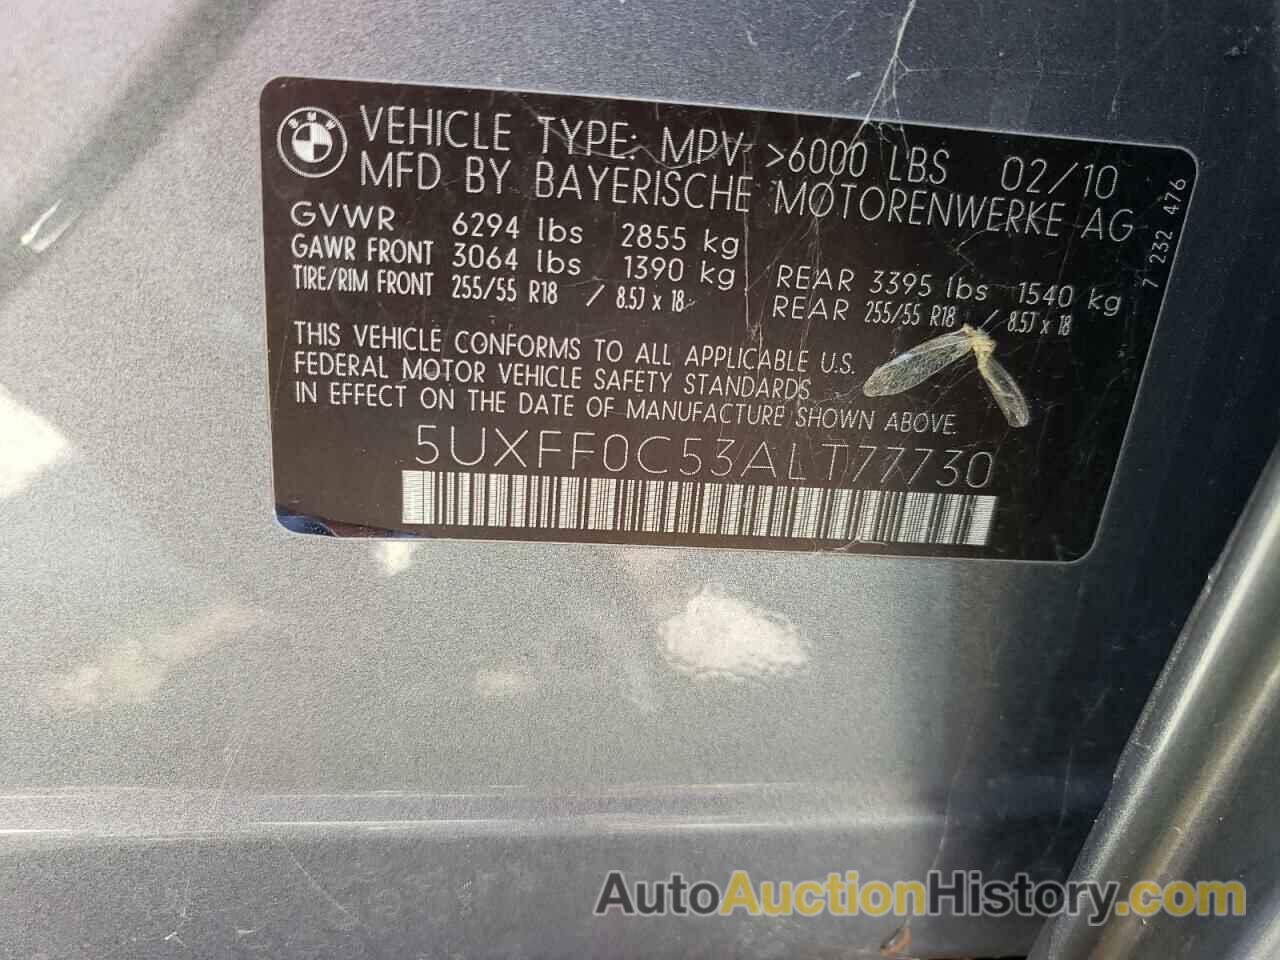 BMW
VEHICLE TYPE: MPV >6000 LBS 02/10
MFD BY BAYERISCHE MOTORENWERKE AG
GVWR 6294 lbs 2855 kg
GAWR FRONT 3064 lbs 1390 kg REAR 3395 lbs 1540 kg
TIRE/RIM FRONT 255/55 R18 / 8.5J x 18 REAR 255/55 R18 / 8.5J x 18
THIS VEHICLE CONFORMS TO ALL APPLICABLE U.S.
FEDERAL MOTOR VEHICLE SAFETY STANDARDS
IN EFFECT ON THE DATE OF MANUFACTURE SHOWN ABOVE.
5UXFF0C53ALT77730
7 232 476
AutoAuctionHistory.com